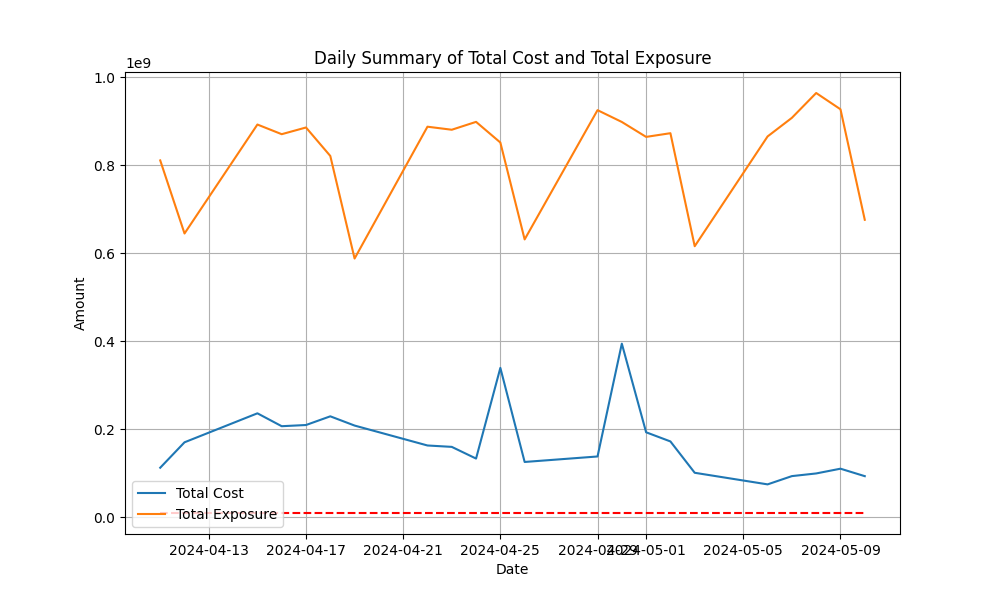 Daily Summary of Total Cost and Total Exposure
1e9
1.0
0.8
0.6
0.4
0.2
0.0
Amount
Total Cost
Total Exposure
2024-04-13
2024-04-17
2024-04-21
2024-04-25
2024-04-29
2024-05-01
2024-05-05
2024-05-09
Date